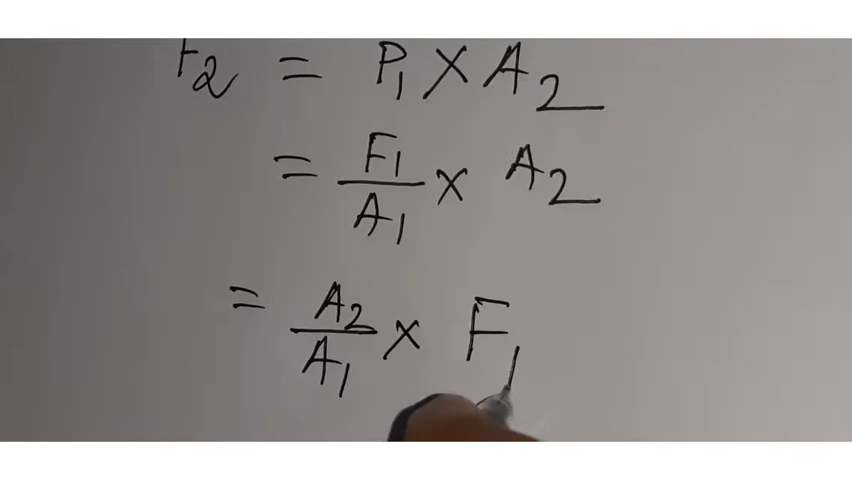 F₂ = P₁ × A₂
= F₁/A₁ × A₂
= A₂/A₁ × F₁